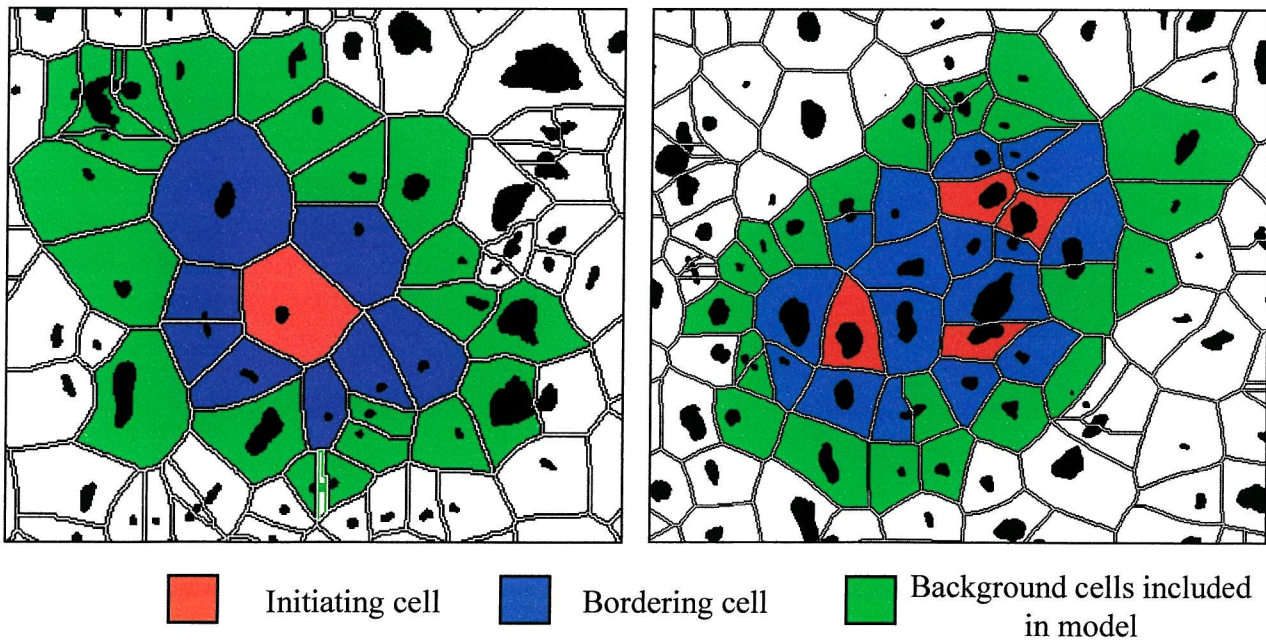 Initiating cell
Bordering cell
Background cells included
in model